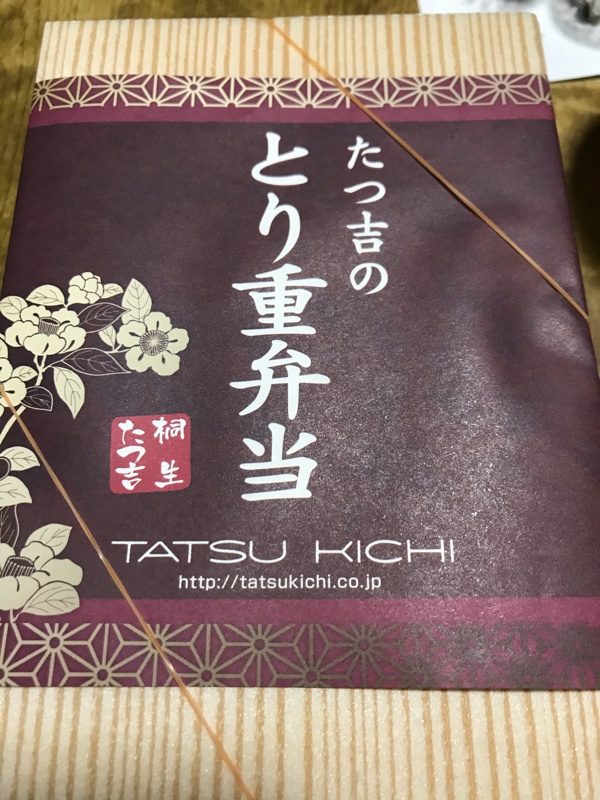 たつ吉の
とり重弁当
桐生
たつ吉
TATSU KICHI
http://tatsukichi.co.jp